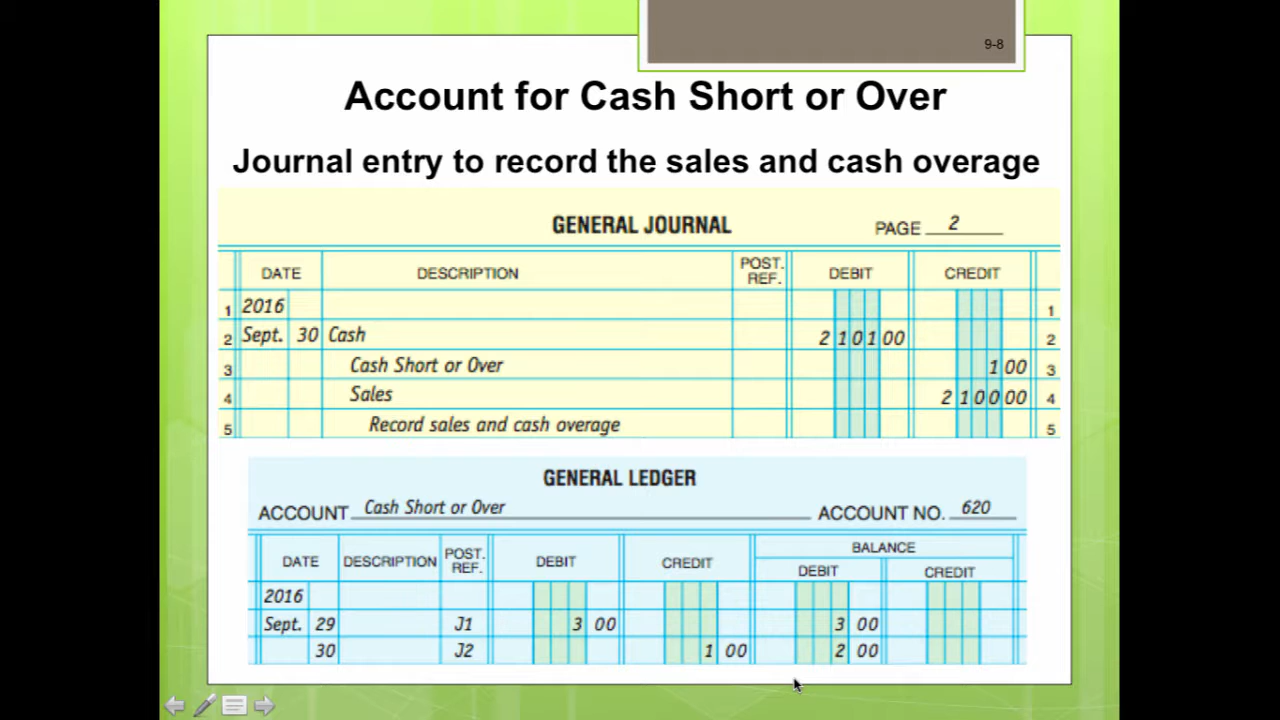 9-8
Account for Cash Short or Over
Journal entry to record the sales and cash overage
GENERAL JOURNAL PAGE 2
DATE DESCRIPTION POST. REF. DEBIT CREDIT
1 2016 1
2 Sept. 30 Cash 2 1 0 1 00 2
3 Cash Short or Over 1 00 3
4 Sales 2 1 0 0 00 4
5 Record sales and cash overage 5
GENERAL LEDGER
ACCOUNT Cash Short or Over ACCOUNT NO. 620
BALANCE
DATE DESCRIPTION POST. REF. DEBIT CREDIT DEBIT CREDIT
2016
Sept. 29 J1 3 00 3 00
30 J2 1 00 2 00